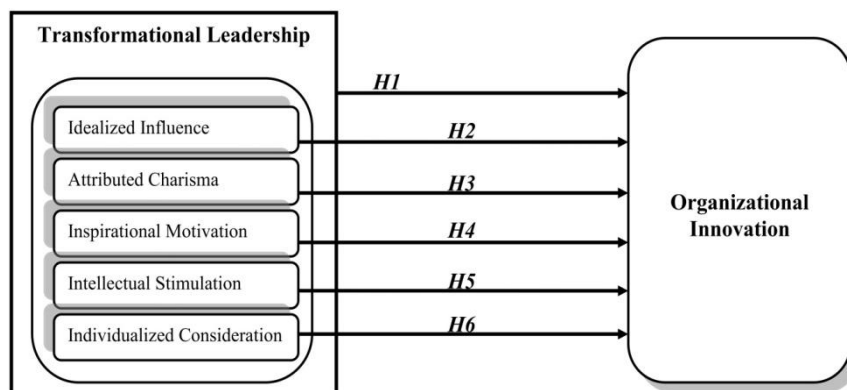 Transformational Leadership
H1
Idealized Influence
H2
Attributed Charisma
H3
Inspirational Motivation
H4
Intellectual Stimulation
H5
Individualized Consideration
H6
Organizational
Innovation